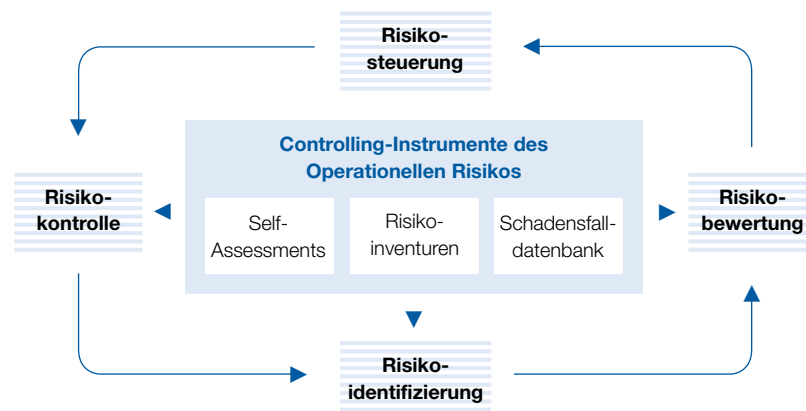 Risiko-
steuerung
Controlling-Instrumente des
Operationellen Risikos
Risiko-
kontrolle
Self-
Assessments
Risiko-
inventuren
Schadensfall-
datenbank
Risiko-
bewertung
Risiko-
identifizierung